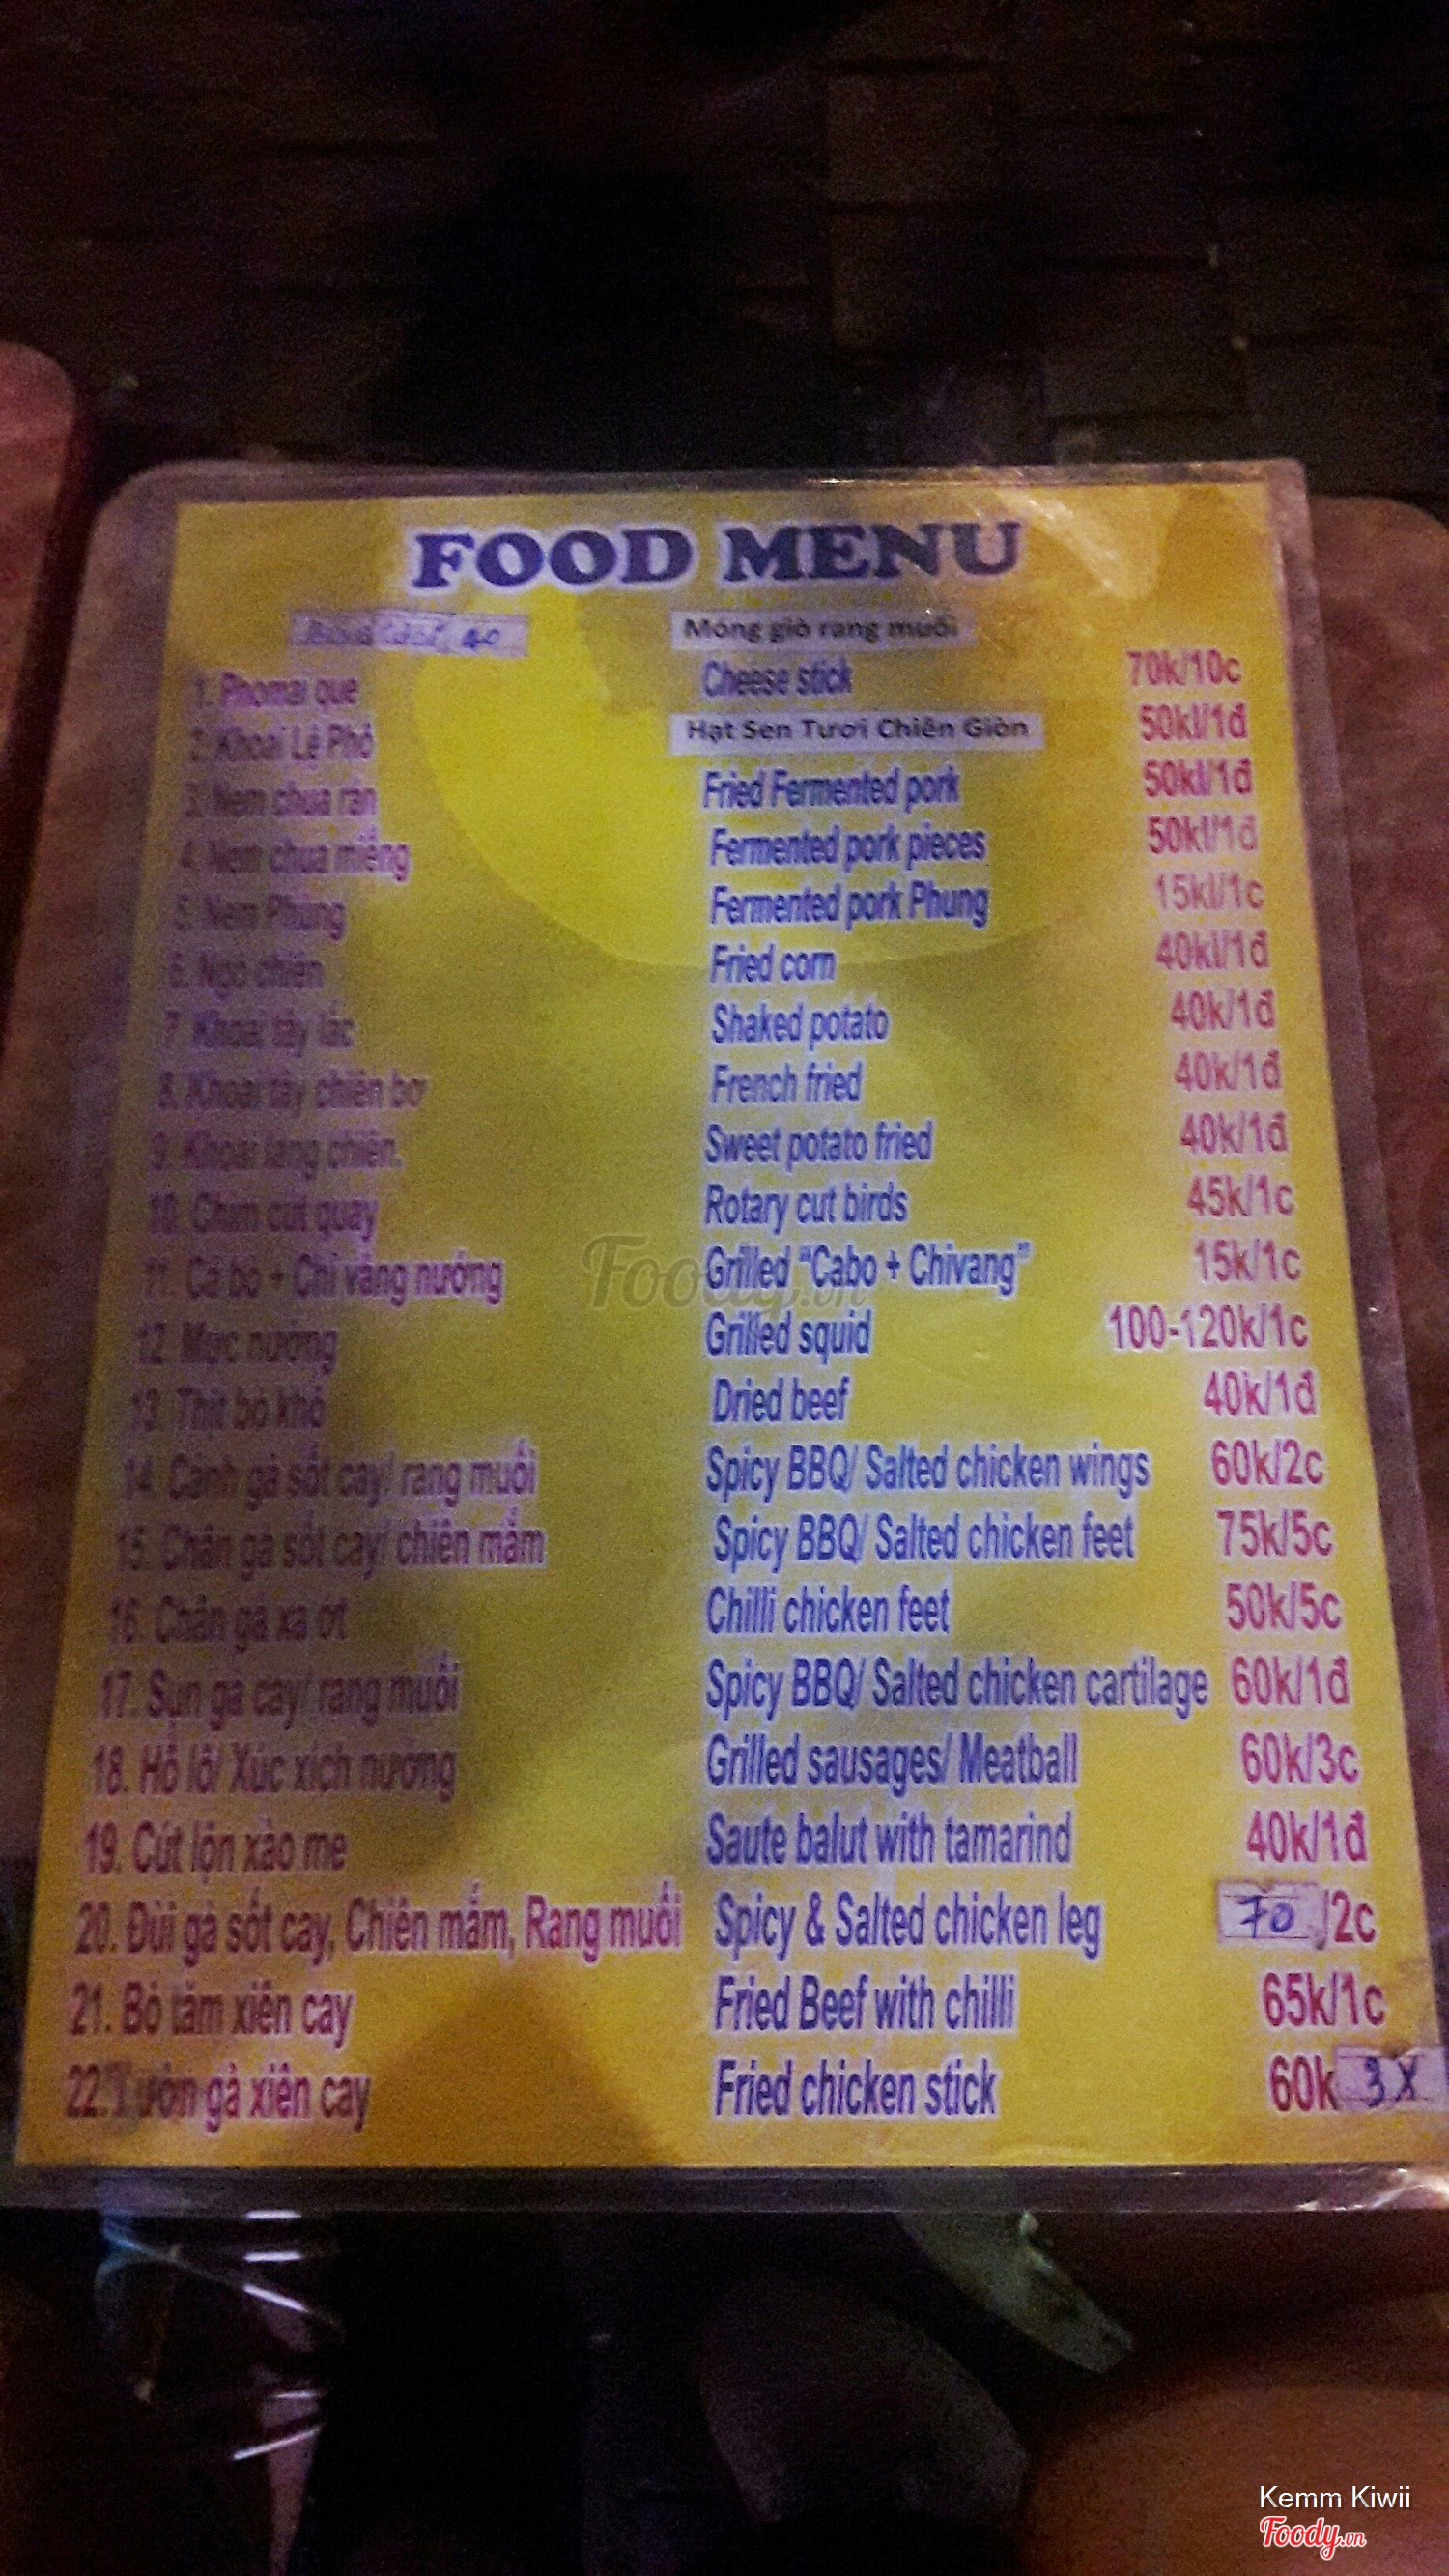 FOOD MENU
40 Móng giò rang muối
1. Phomai que Cheese stick 70k/10c
2. Khoai Lệ Phố Hạt Sen Tươi Chiên Giòn 50k//1đ
3. Nem chua rán Fried Fermented pork 50k//1đ
4. Nem chua miếng Fermented pork pieces 50k//1đ
5. Nem Phùng Fermented pork Phung 15k//1c
6. Ngô chiên Fried corn 40k//1đ
7. Khoai tây lắc Shaked potato 40k/1đ
8. Khoai tây chiên bơ French fried 40k/1đ
9. Khoai lang chiên. Sweet potato fried 40k/1đ
10. Chim cút quay Rotary cut birds 45k/1c
11. Cá bò + Chỉ vàng nướng Grilled "Cabo + Chivang" 15k/1c
12. Mực nướng Grilled squid 100-120k/1c
13. Thịt bò khô Dried beef 40k/1đ
14. Cánh gà sốt cay/ rang muối Spicy BBQ/ Salted chicken wings 60k/2c
15. Chân gà sốt cay/ chiên mắm Spicy BBQ/ Salted chicken feet 75k/5c
16. Chân gà xả ớt Chilli chicken feet 50k/5c
17. Sụn gà cay/ rang muối Spicy BBQ/ Salted chicken cartilage 60k/1đ
18. Hồ lô/ Xúc xích nướng Grilled sausages/ Meatball 60k/3c
19. Cút lộn xào me Saute balut with tamarind 40k/1đ
20. Đùi gà sốt cay, Chiên mắm, Rang muối Spicy & Salted chicken leg 70 /2c
21. Bò tăm xiên cay Fried Beef with chilli 65k/1c
22. Lườn gà xiên cay Fried chicken stick 60k 3X
Foody.vn
Kemm Kiwii
Foody.vn